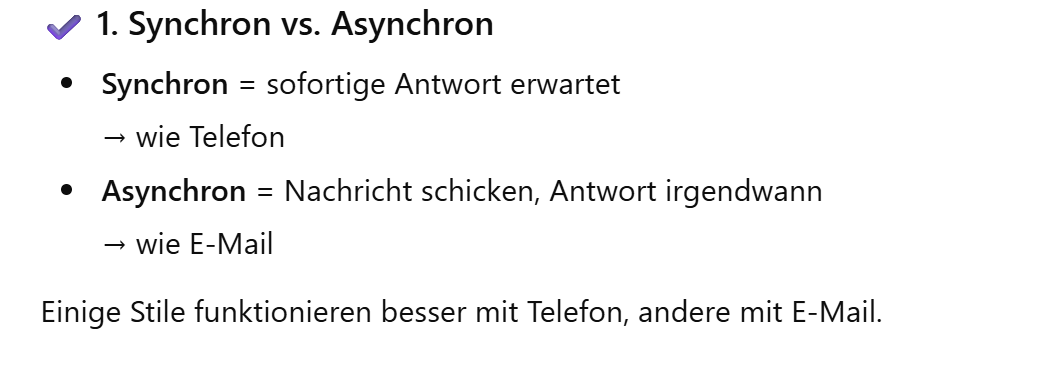 ✔ 1. Synchron vs. Asynchron
• Synchron = sofortige Antwort erwartet
→ wie Telefon
• Asynchron = Nachricht schicken, Antwort irgendwann
→ wie E-Mail
Einige Stile funktionieren besser mit Telefon, andere mit E-Mail.